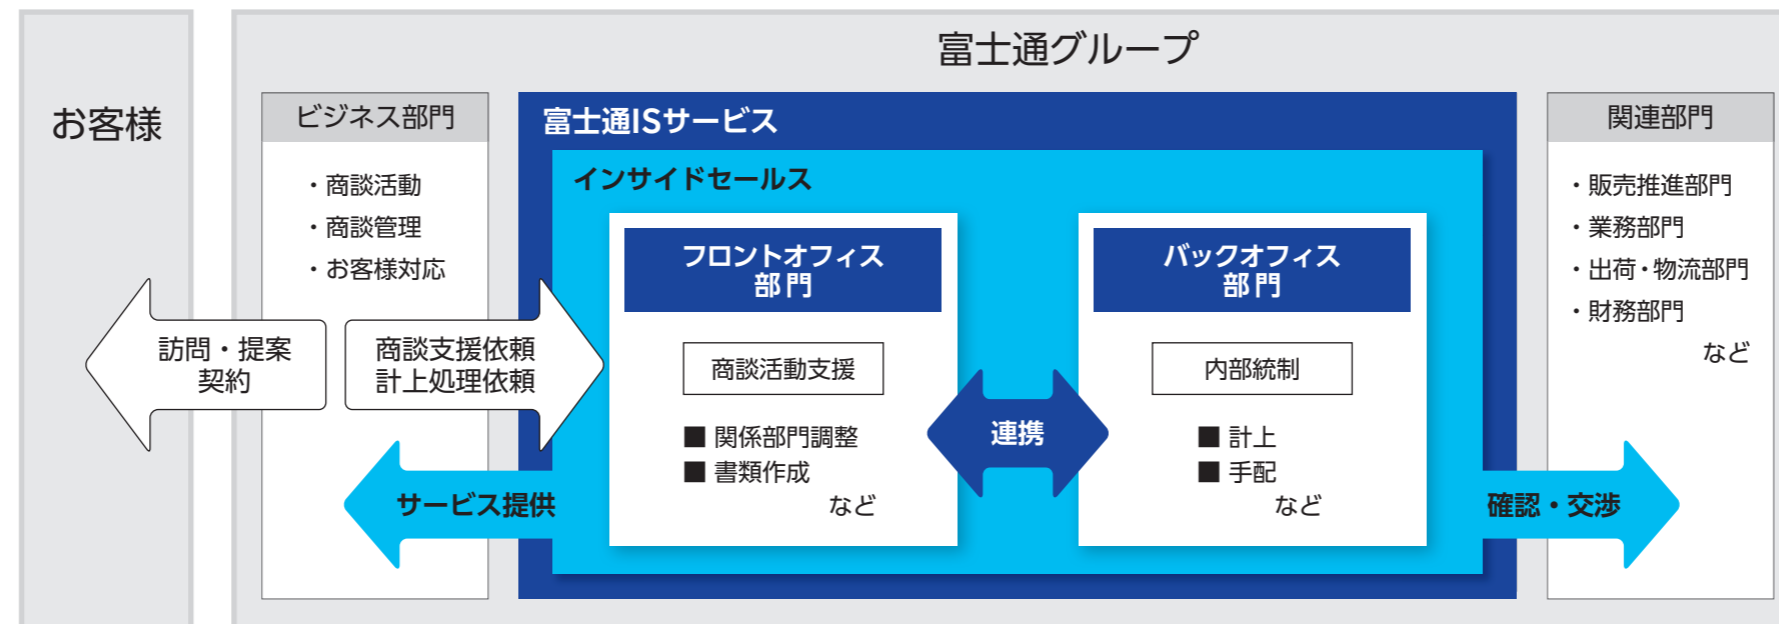 富士通グループ
お客様
ビジネス部門
・商談活動
・商談管理
・お客様対応
訪問・提案
契約
商談支援依頼
計上処理依頼
サービス提供
富士通ISサービス
インサイドセールス
フロントオフィス
部門
商談活動支援
■ 関係部門調整
■ 書類作成
など
連携
バックオフィス
部門
内部統制
■ 計上
■ 手配
など
確認・交渉
関連部門
・販売推進部門
・業務部門
・出荷・物流部門
・財務部門
など